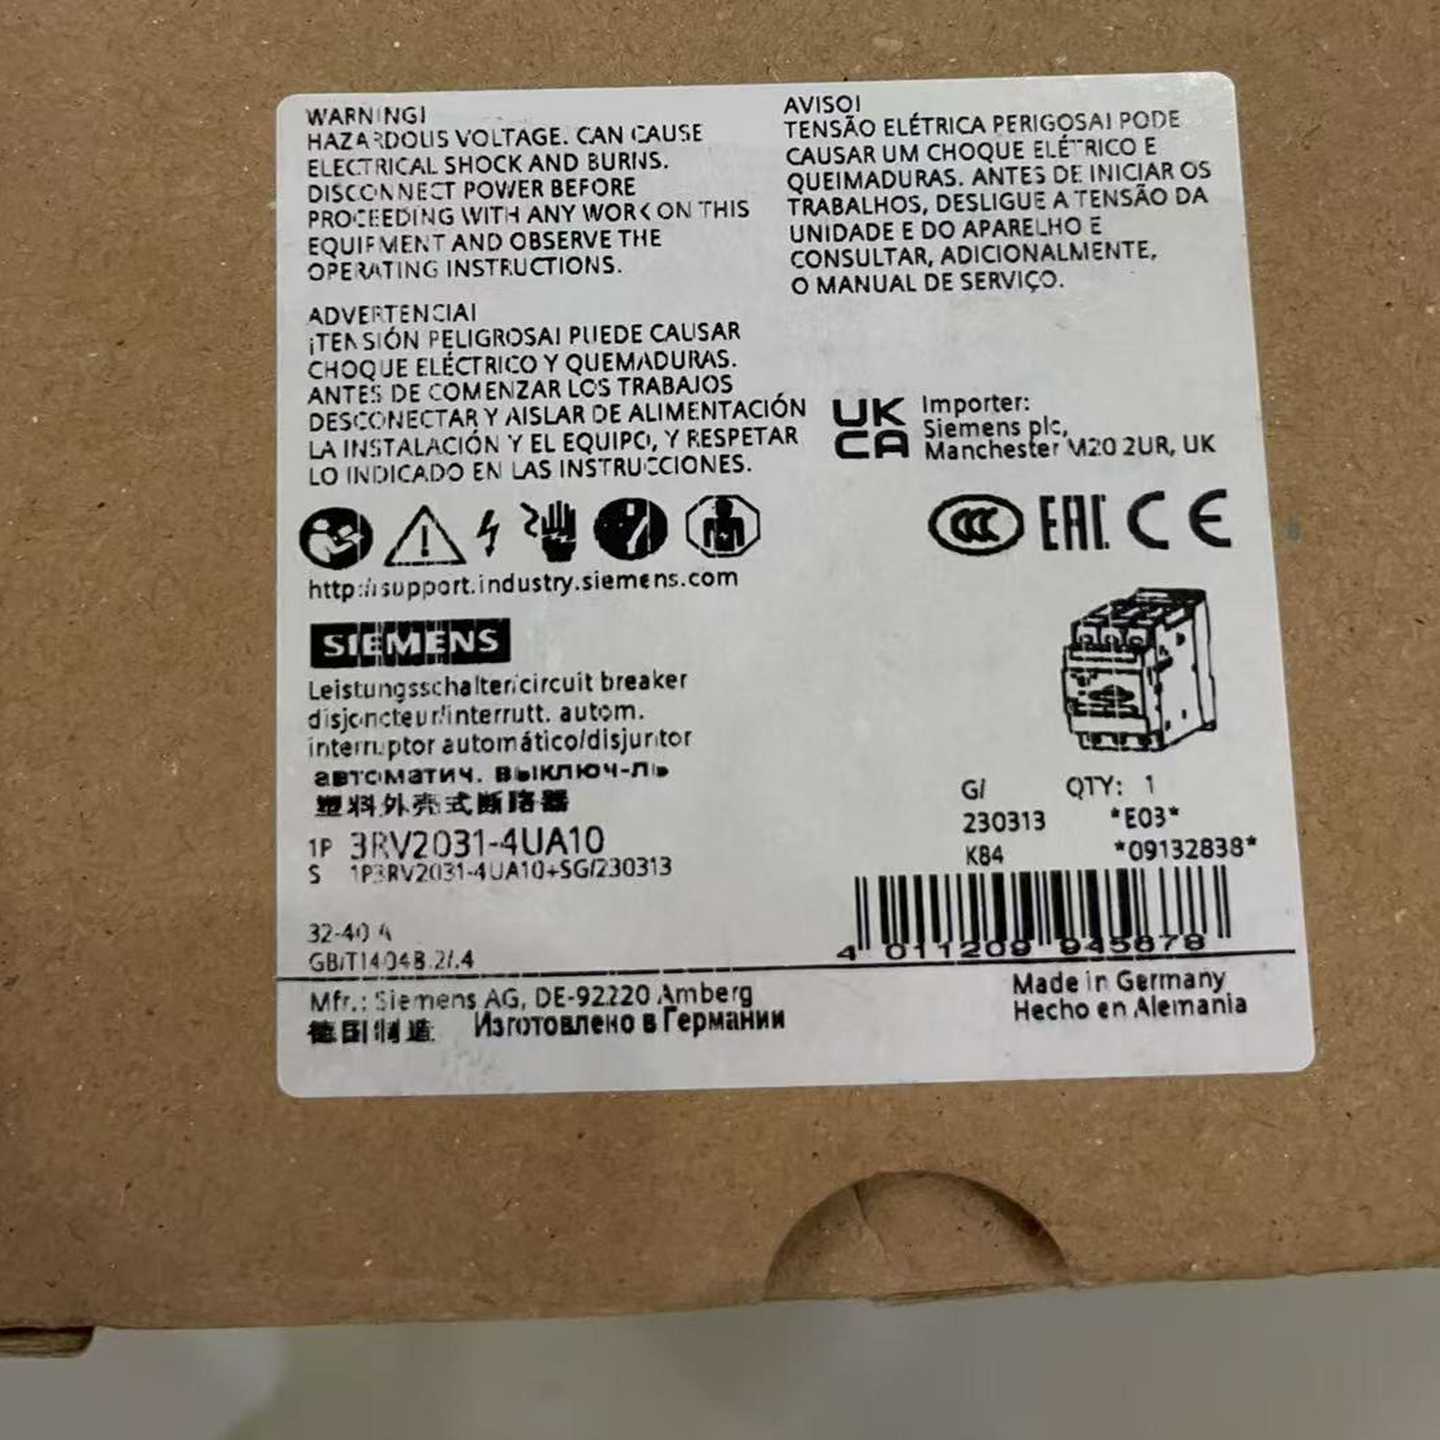 WARNING!
HAZARDOUS VOLTAGE. CAN CAUSE
ELECTRICAL SHOCK AND BURNS.
DISCONNECT POWER BEFORE
PROCEEDING WITH ANY WORK ON THIS
EQUIPMENT AND OBSERVE THE
OPERATING INSTRUCTIONS.
AVISO!
TENSÃO ELÉTRICA PERIGOSA! PODE
CAUSAR UM CHOQUE ELÉTRICO E
QUEIMADURAS. ANTES DE INICIAR OS
TRABALHOS, DESLIGUE A TENSÃO DA
UNIDADE E DO APARELHO E
CONSULTAR, ADICIONALMENTE,
O MANUAL DE SERVIÇO.
ADVERTENCIA!
¡TENSIÓN PELIGROSA! PUEDE CAUSAR
CHOQUE ELÉCTRICO Y QUEMADURAS.
ANTES DE COMENZAR LOS TRABAJOS
DESCONECTAR Y AISLAR DE ALIMENTACIÓN
LA INSTALACIÓN Y EL EQUIPO, Y RESPETAR
LO INDICADO EN LAS INSTRUCCIONES.
UK
CA
Importer:
Siemens plc,
Manchester M20 2UR, UK
CCC EAC CE
http://support.industry.siemens.com
SIEMENS
Leistungsschalter/circuit breaker
disjoncteur/interrutt. autom.
interruptor automático/disjuntor
автоматич. выключ-ль
塑料外壳式断路器
1P 3RV2031-4UA10
S 1P3RV2031-4UA10+SG/230313
G/ QTY: 1
230313 *E03*
K84 *09132838*
4 011209 945678
32-40 A
GB/T14048.2/.4
Mfr.: Siemens AG, DE-92220 Amberg
德国制造 Изготовлено в Германии
Made in Germany
Hecho en Alemania